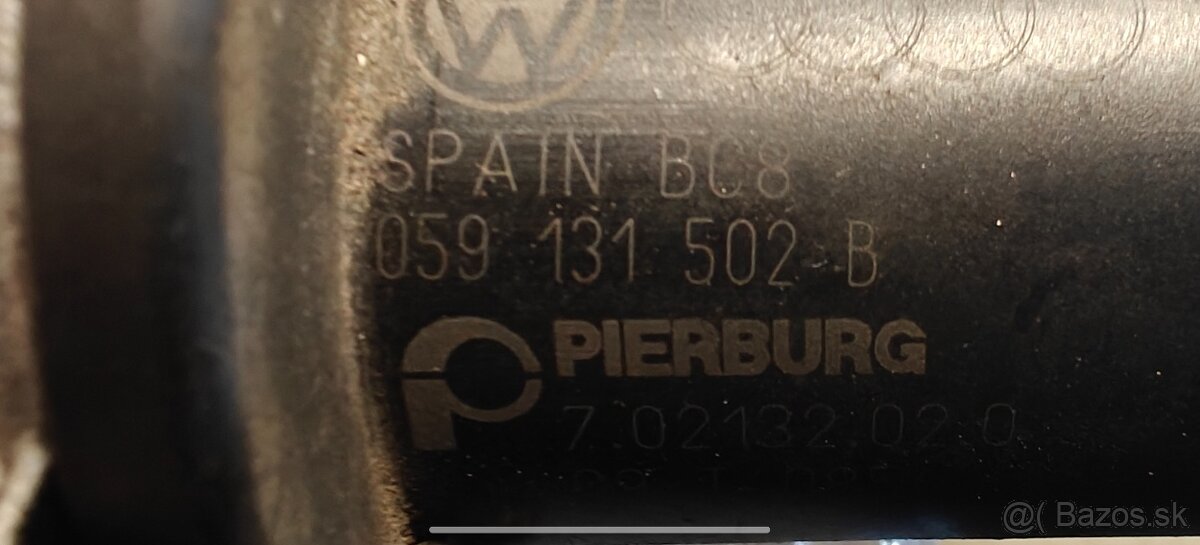 SPAIN BC8
059 131 502 B
PIERBURG
7.02132.02.0
@( Bazos.sk